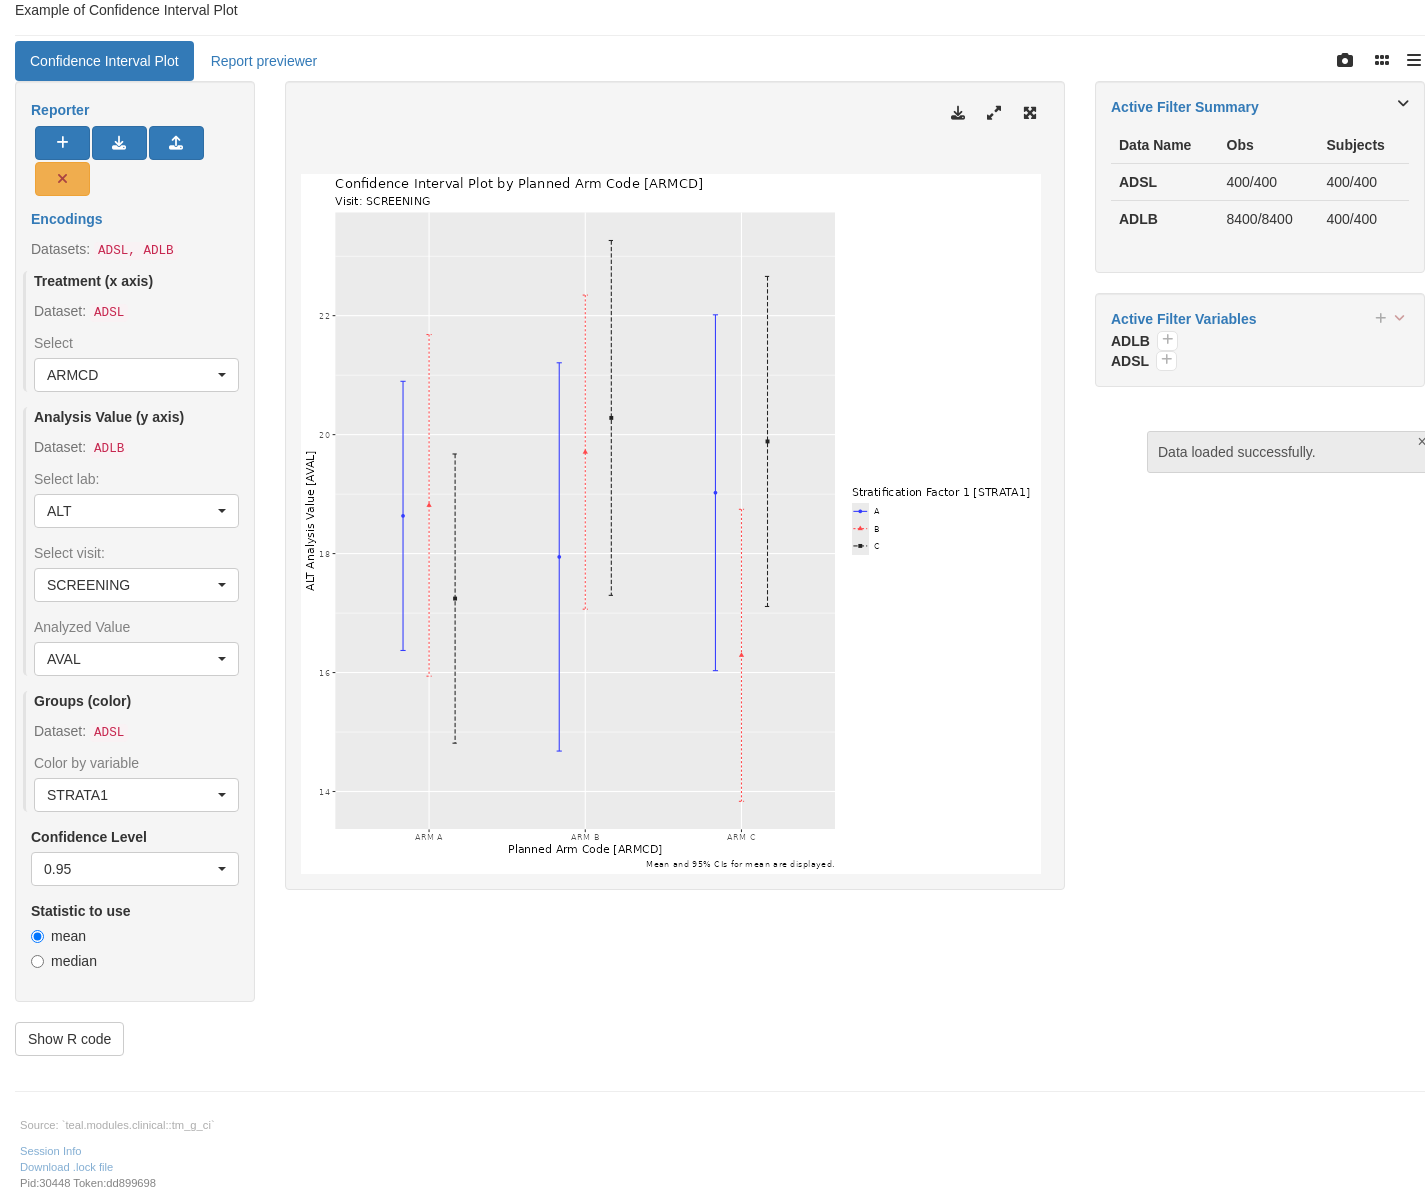 Example of Confidence Interval Plot
Confidence Interval Plot
Report previewer
Reporter
Encodings
Datasets: ADSL, ADLB
Treatment (x axis)
Dataset: ADSL
Select
ARMCD
Analysis Value (y axis)
Dataset: ADLB
Select lab:
ALT
Select visit:
SCREENING
Analyzed Value
AVAL
Groups (color)
Dataset: ADSL
Color by variable
STRATA1
Confidence Level
0.95
Statistic to use
mean
median
Show R code
Confidence Interval Plot by Planned Arm Code [ARMCD]
Visit: SCREENING
ALT Analysis Value [AVAL]
22
20
18
16
14
ARM A
ARM B
ARM C
Planned Arm Code [ARMCD]
Mean and 95% CIs for mean are displayed.
Stratification Factor 1 [STRATA1]
A
B
C
Active Filter Summary
Data Name Obs Subjects
ADSL 400/400 400/400
ADLB 8400/8400 400/400
Active Filter Variables
ADLB
ADSL
Data loaded successfully.
Source: `teal.modules.clinical::tm_g_ci`
Session Info
Download .lock file
Pid:30448 Token:dd899698